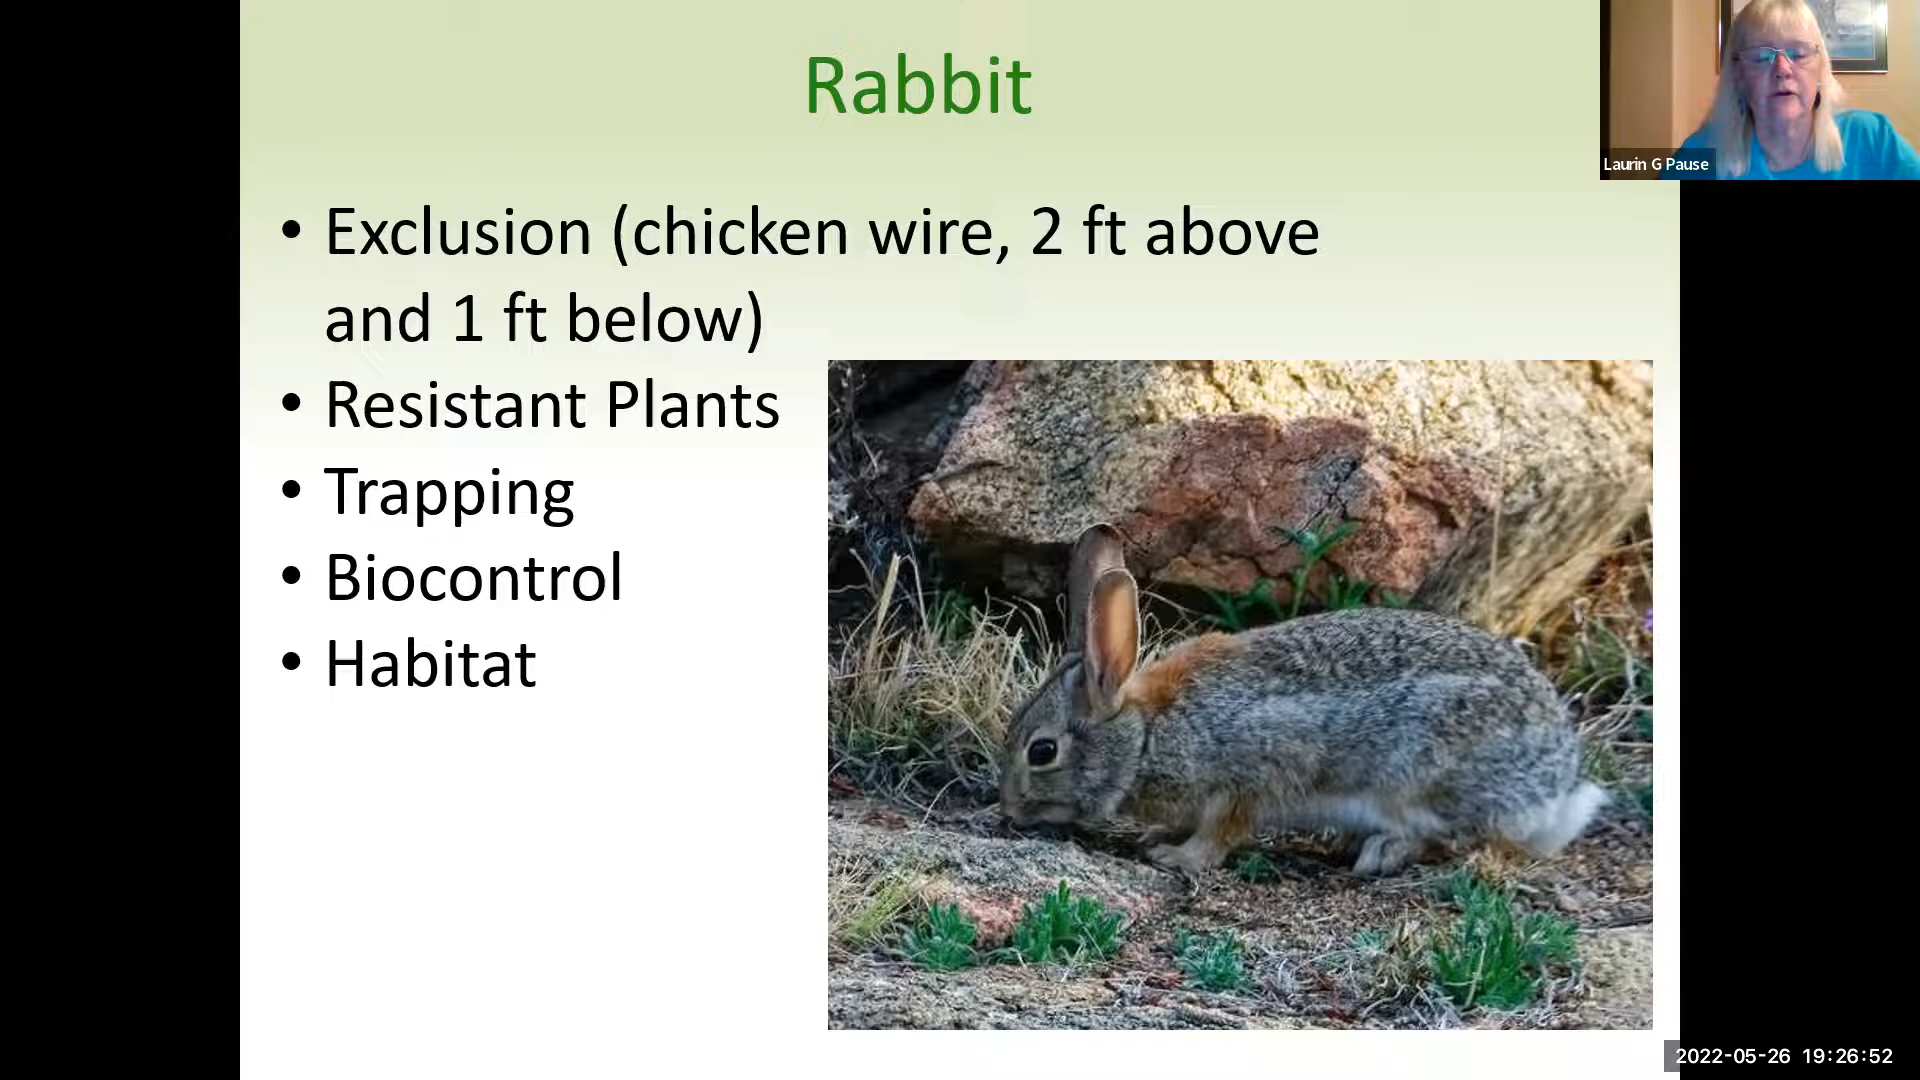 Rabbit
Laurin G Pause
• Exclusion (chicken wire, 2 ft above
and 1 ft below)
• Resistant Plants
• Trapping
• Biocontrol
• Habitat
2022-05-26 19:26:52